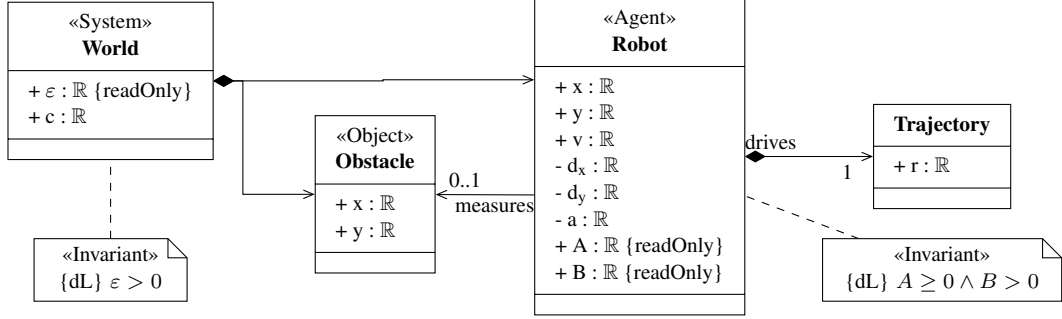 «System»
World
+ ε : ℝ {readOnly}
+ c : ℝ
«Invariant»
{dL} ε > 0
«Object»
Obstacle
+ x : ℝ
+ y : ℝ
0..1
measures
«Agent»
Robot
+ x : ℝ
+ y : ℝ
+ v : ℝ
- dₓ : ℝ
- d_y : ℝ
- a : ℝ
+ A : ℝ {readOnly}
+ B : ℝ {readOnly}
drives
1
Trajectory
+ r : ℝ
«Invariant»
{dL} A ≥ 0 ∧ B > 0